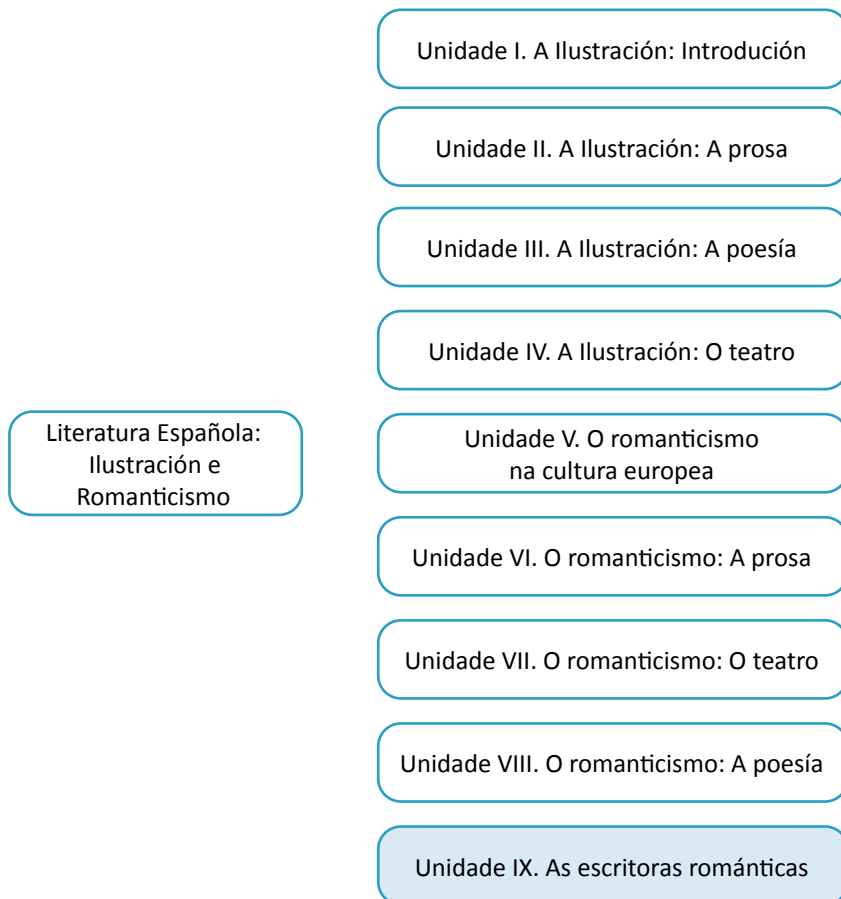 Unidade I. A Ilustración: Introdución
Unidade II. A Ilustración: A prosa
Unidade III. A Ilustración: A poesía
Unidade IV. A Ilustración: O teatro
Literatura Española:
Ilustración e
Romanticismo
Unidade V. O romanticismo
na cultura europea
Unidade VI. O romanticismo: A prosa
Unidade VII. O romanticismo: O teatro
Unidade VIII. O romanticismo: A poesía
Unidade IX. As escritoras románticas